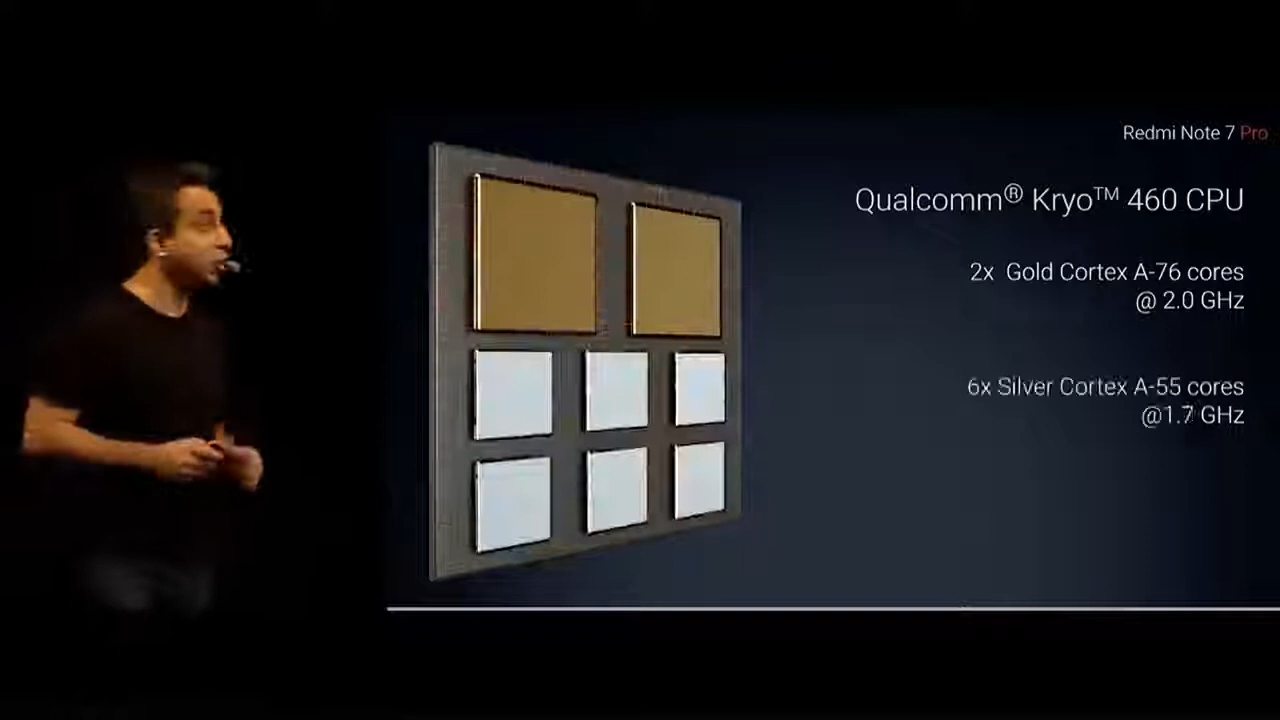 Redmi Note 7 Pro
Qualcomm® Kryo™ 460 CPU
2x Gold Cortex A-76 cores
@ 2.0 GHz
6x Silver Cortex A-55 cores
@1.7 GHz